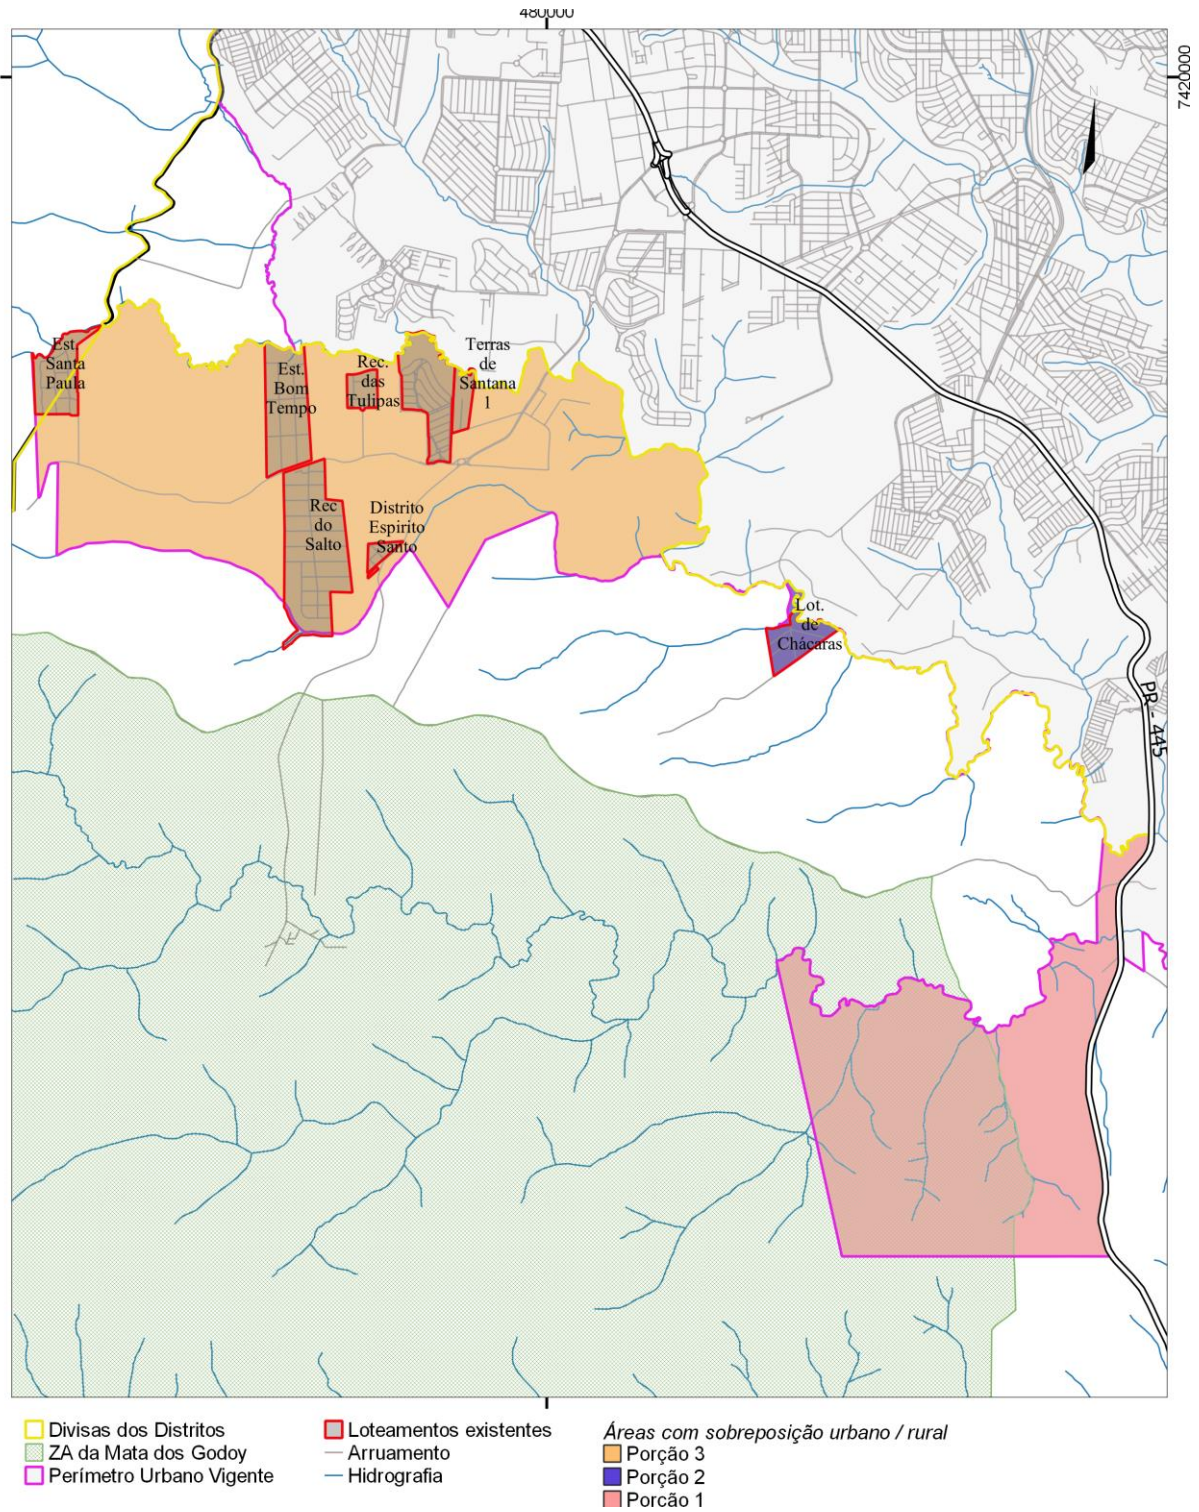 480000
7420000
N
Est.
Santa
Paula
Est.
Bom
Tempo
Rec.
das
Tulipas
Terras
de
Santana
1
Rec
do
Salto
Distrito
Espirito
Santo
Lot.
de
Chácaras
PR - 445
Divisas dos Distritos
ZA da Mata dos Godoy
Perímetro Urbano Vigente
Loteamentos existentes
Arruamento
Hidrografia
Áreas com sobreposição urbano / rural
Porção 3
Porção 2
Porção 1